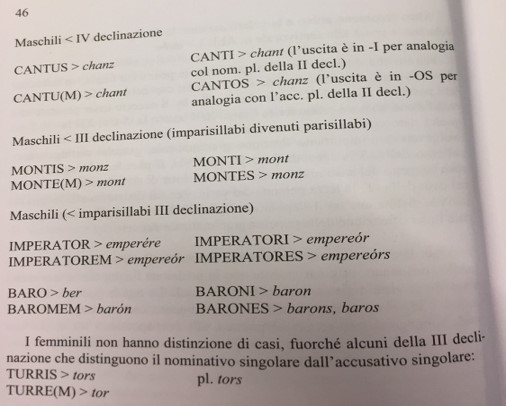 46
Maschili < IV declinazione
CANTUS > chanz
CANTI > chant (l'uscita è in -I per analogia
col nom. pl. della II decl.)
CANTU(M) > chant
CANTOS > chanz (l'uscita è in -OS per
analogia con l'acc. pl. della II decl.)
Maschili < III declinazione (imparisillabi divenuti parisillabi)
MONTIS > monz MONTI > mont
MONTE(M) > mont MONTES > monz
Maschili (< imparisillabi III declinazione)
IMPERATOR > emperére IMPERATORI > empereór
IMPERATOREM > empereór IMPERATORES > empereórs
BARO > ber BARONI > baron
BAROMEM > barón BARONES > barons, baros
I femminili non hanno distinzione di casi, fuorché alcuni della III decli-
nazione che distinguono il nominativo singolare dall'accusativo singolare:
TURRIS > tors pl. tors
TURRE(M) > tor